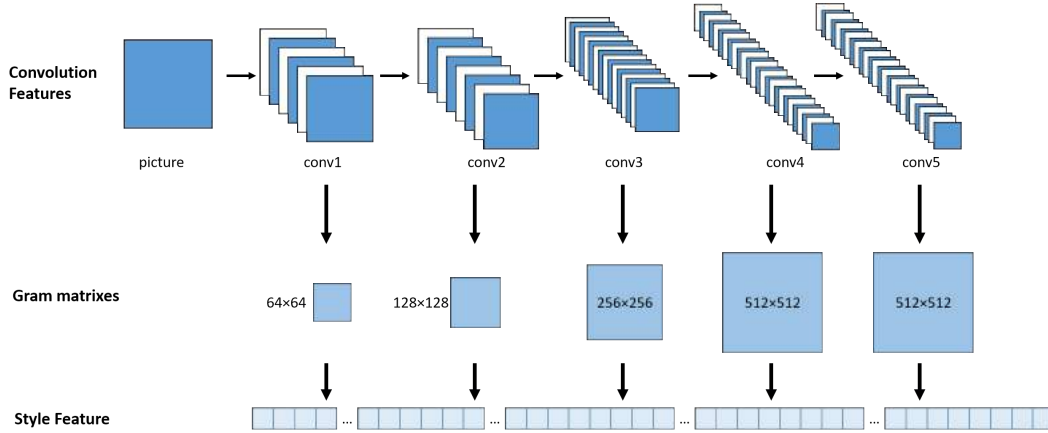 Convolution
Features
picture
conv1
conv2
conv3
conv4
conv5
Gram matrixes
64×64
128×128
256×256
512×512
512×512
Style Feature
... ... ... ...